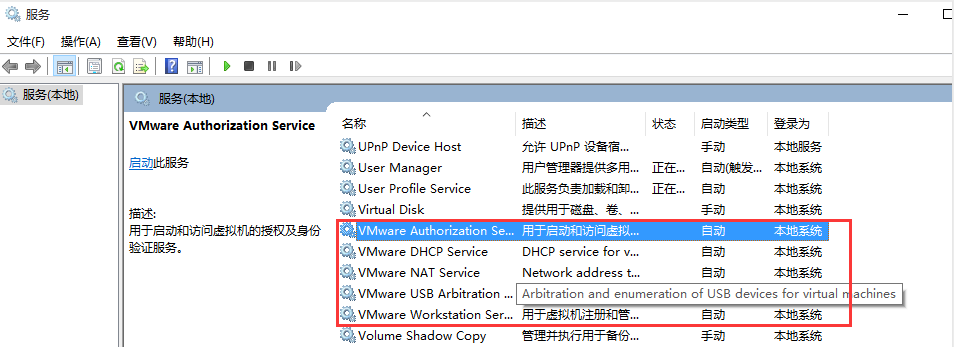 服务
文件(F) 操作(A) 查看(V) 帮助(H)
服务(本地)
服务(本地)
VMware Authorization Service
启动此服务
描述:
用于启动和访问虚拟机的授权及身份
验证服务。
名称 描述 状态 启动类型 登录为
UPnP Device Host 允许 UPnP 设备宿... 手动 本地服务
User Manager 用户管理器提供多用... 正在... 自动(触发... 本地系统
User Profile Service 此服务负责加载和卸... 正在... 自动 本地系统
Virtual Disk 提供用于磁盘、卷、... 手动 本地系统
VMware Authorization Se... 用于启动和访问虚拟... 自动 本地系统
VMware DHCP Service DHCP service for v... 自动 本地系统
VMware NAT Service Network address t... 自动 本地系统
VMware USB Arbitration ... Arbitration and enumeration of USB devices for virtual machines
VMware Workstation Ser... 用于虚拟机注册和管... 自动 本地系统
Volume Shadow Copy 管理并执行用于备份... 手动 本地系统